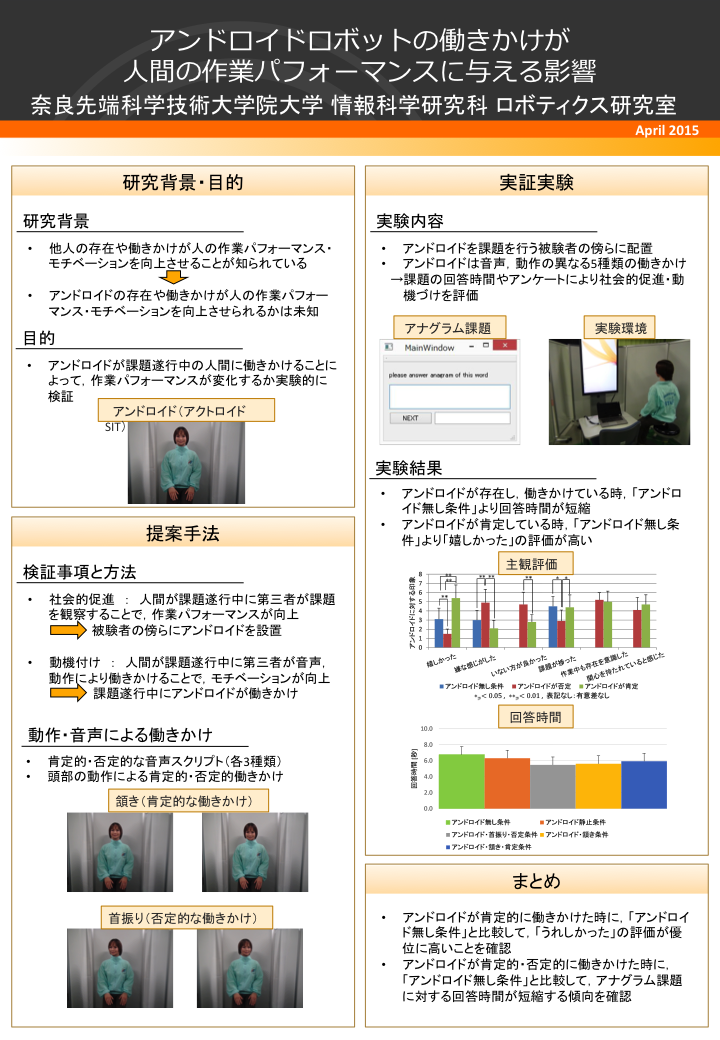 アンドロイドロボットの働きかけが
人間の作業パフォーマンスに与える影響
奈良先端科学技術大学院大学 情報科学研究科 ロボティクス研究室
April 2015
研究背景・目的
研究背景
• 他人の存在や働きかけが人の作業パフォーマンス・
モチベーションを向上させることが知られている
• アンドロイドの存在や働きかけが人の作業パフォー
マンス・モチベーションを向上させられるかは未知
目的
• アンドロイドが課題遂行中の人間に働きかけることに
よって，作業パフォーマンスが変化するか実験的に
検証
アンドロイド（アクトロイド
SIT）
提案手法
検証事項と方法
• 社会的促進 ： 人間が課題遂行中に第三者が課題
を観察することで，作業パフォーマンスが向上
被験者の傍らにアンドロイドを設置
• 動機付け ： 人間が課題遂行中に第三者が音声，
動作により働きかけることで，モチベーションが向上
課題遂行中にアンドロイドが働きかけ
動作・音声による働きかけ
• 肯定的・否定的な音声スクリプト（各3種類）
• 頭部の動作による肯定的・否定的働きかけ
頷き（肯定的な働きかけ）
首振り（否定的な働きかけ）
実証実験
実験内容
• アンドロイドを課題を行う被験者の傍らに配置
• アンドロイドは音声，動作の異なる5種類の働きかけ
→課題の回答時間やアンケートにより社会的促進・動
機づけを評価
アナグラム課題
MainWindow
please answer anagram of this word
NEXT
実験環境
実験結果
• アンドロイドが存在し，働きかけている時，「アンドロ
イド無し条件」より回答時間が短縮
• アンドロイドが肯定している時，「アンドロイド無し条
件」より「嬉しかった」の評価が高い
主観評価
アンドロイドに対する印象
8
7
6
5
4
3
2
1
0
** ** ** ** ** ** * *
嬉しかった
嫌な感じがした
いない方が良かった
課題が捗った
作業中も存在を意識した
関心を持たれていると感じた
■アンドロイド無し条件 ■アンドロイドが否定 ■アンドロイドが肯定
*p< 0.05 , **p< 0.01 , 表記なし：有意差なし
回答時間
回答時間 [秒]
10.0
8.0
6.0
4.0
2.0
0.0
■アンドロイド無し条件 ■アンドロイド静止条件
■アンドロイド・首振り・否定条件 ■アンドロイド・頷き条件
■アンドロイド・頷き・肯定条件
まとめ
• アンドロイドが肯定的に働きかけた時に，「アンドロイ
ド無し条件」と比較して，「うれしかった」の評価が優
位に高いことを確認
• アンドロイドが肯定的・否定的に働きかけた時に，
「アンドロイド無し条件」と比較して，アナグラム課題
に対する回答時間が短縮する傾向を確認